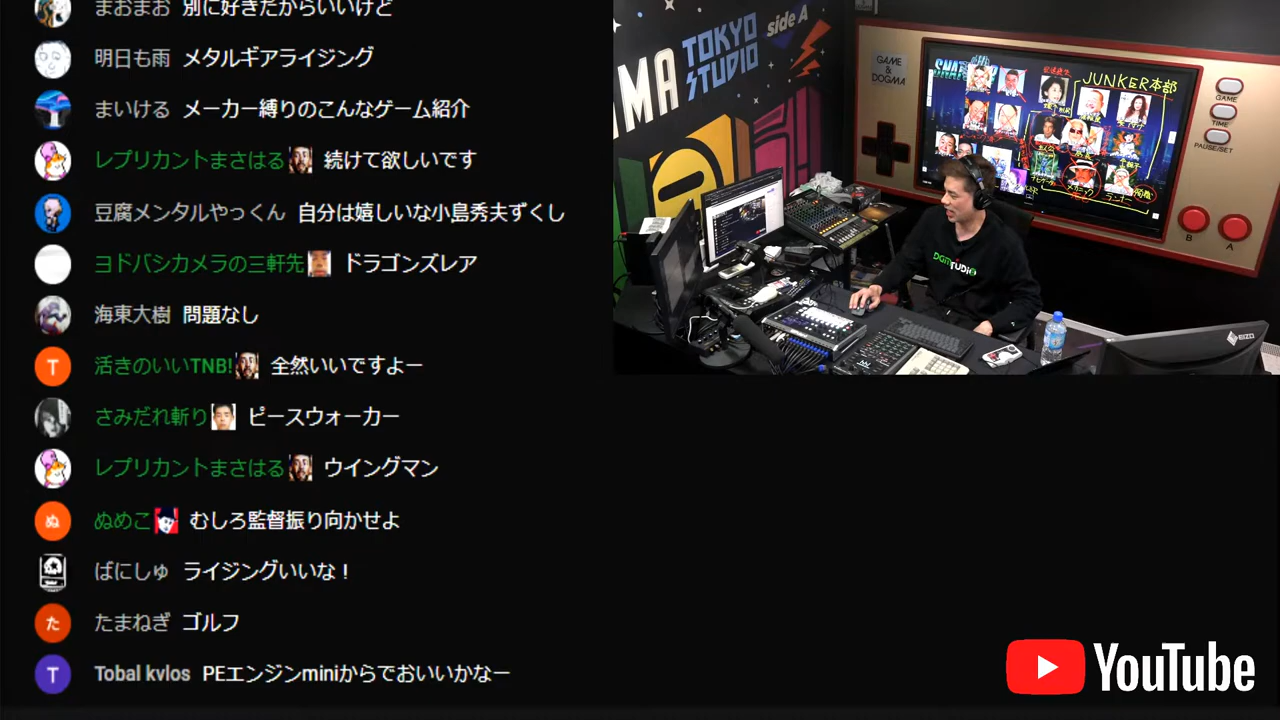 まおまお 別に好きだからいいけど
明日も雨 メタルギアライジング
まいける メーカー縛りのこんなゲーム紹介
レプリカントまさはる 続けて欲しいです
豆腐メンタルやっくん 自分は嬉しいな小島秀夫ずくし
ヨドバシカメラの三軒先 ドラゴンズレア
海東大樹 問題なし
T 活きのいいTNB! 全然いいですよー
さみだれ斬り ピースウォーカー
レプリカントまさはる ウイングマン
ぬ ぬめこ むしろ監督振り向かせよ
ばにしゅ ライジングいいな！
た たまねぎ ゴルフ
T Tobal kvlos PEエンジンminiからでおいいかなー
MA TOKYO STUDIO side A
GAME & DOGMA
JUNKER本部
GAME
TIME
PAUSE/SET
B A
EIZO
YouTube